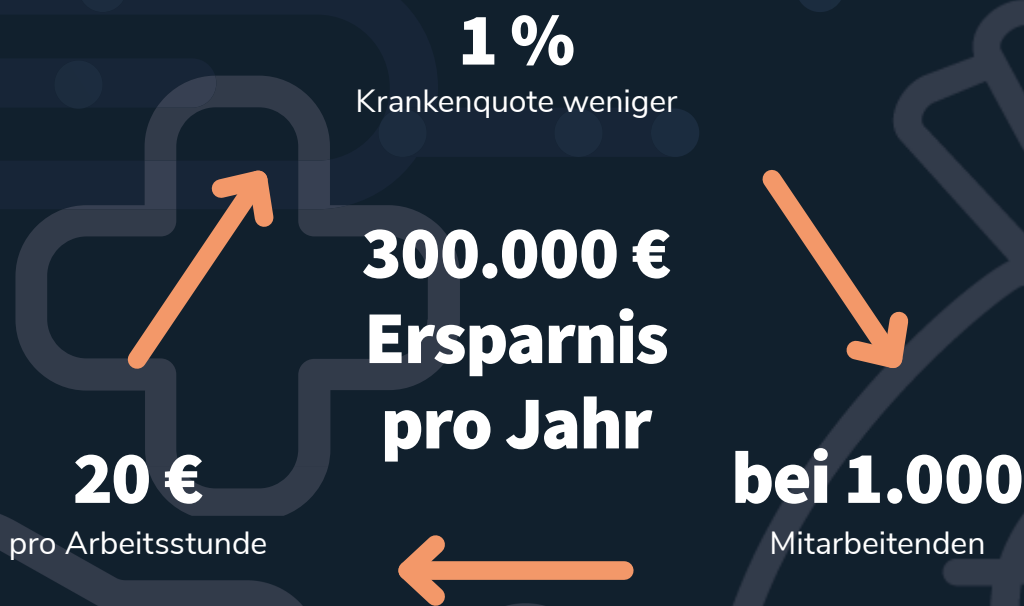 1 %
Krankenquote weniger
300.000 €
Ersparnis
pro Jahr
20 €
pro Arbeitsstunde
bei 1.000
Mitarbeitenden